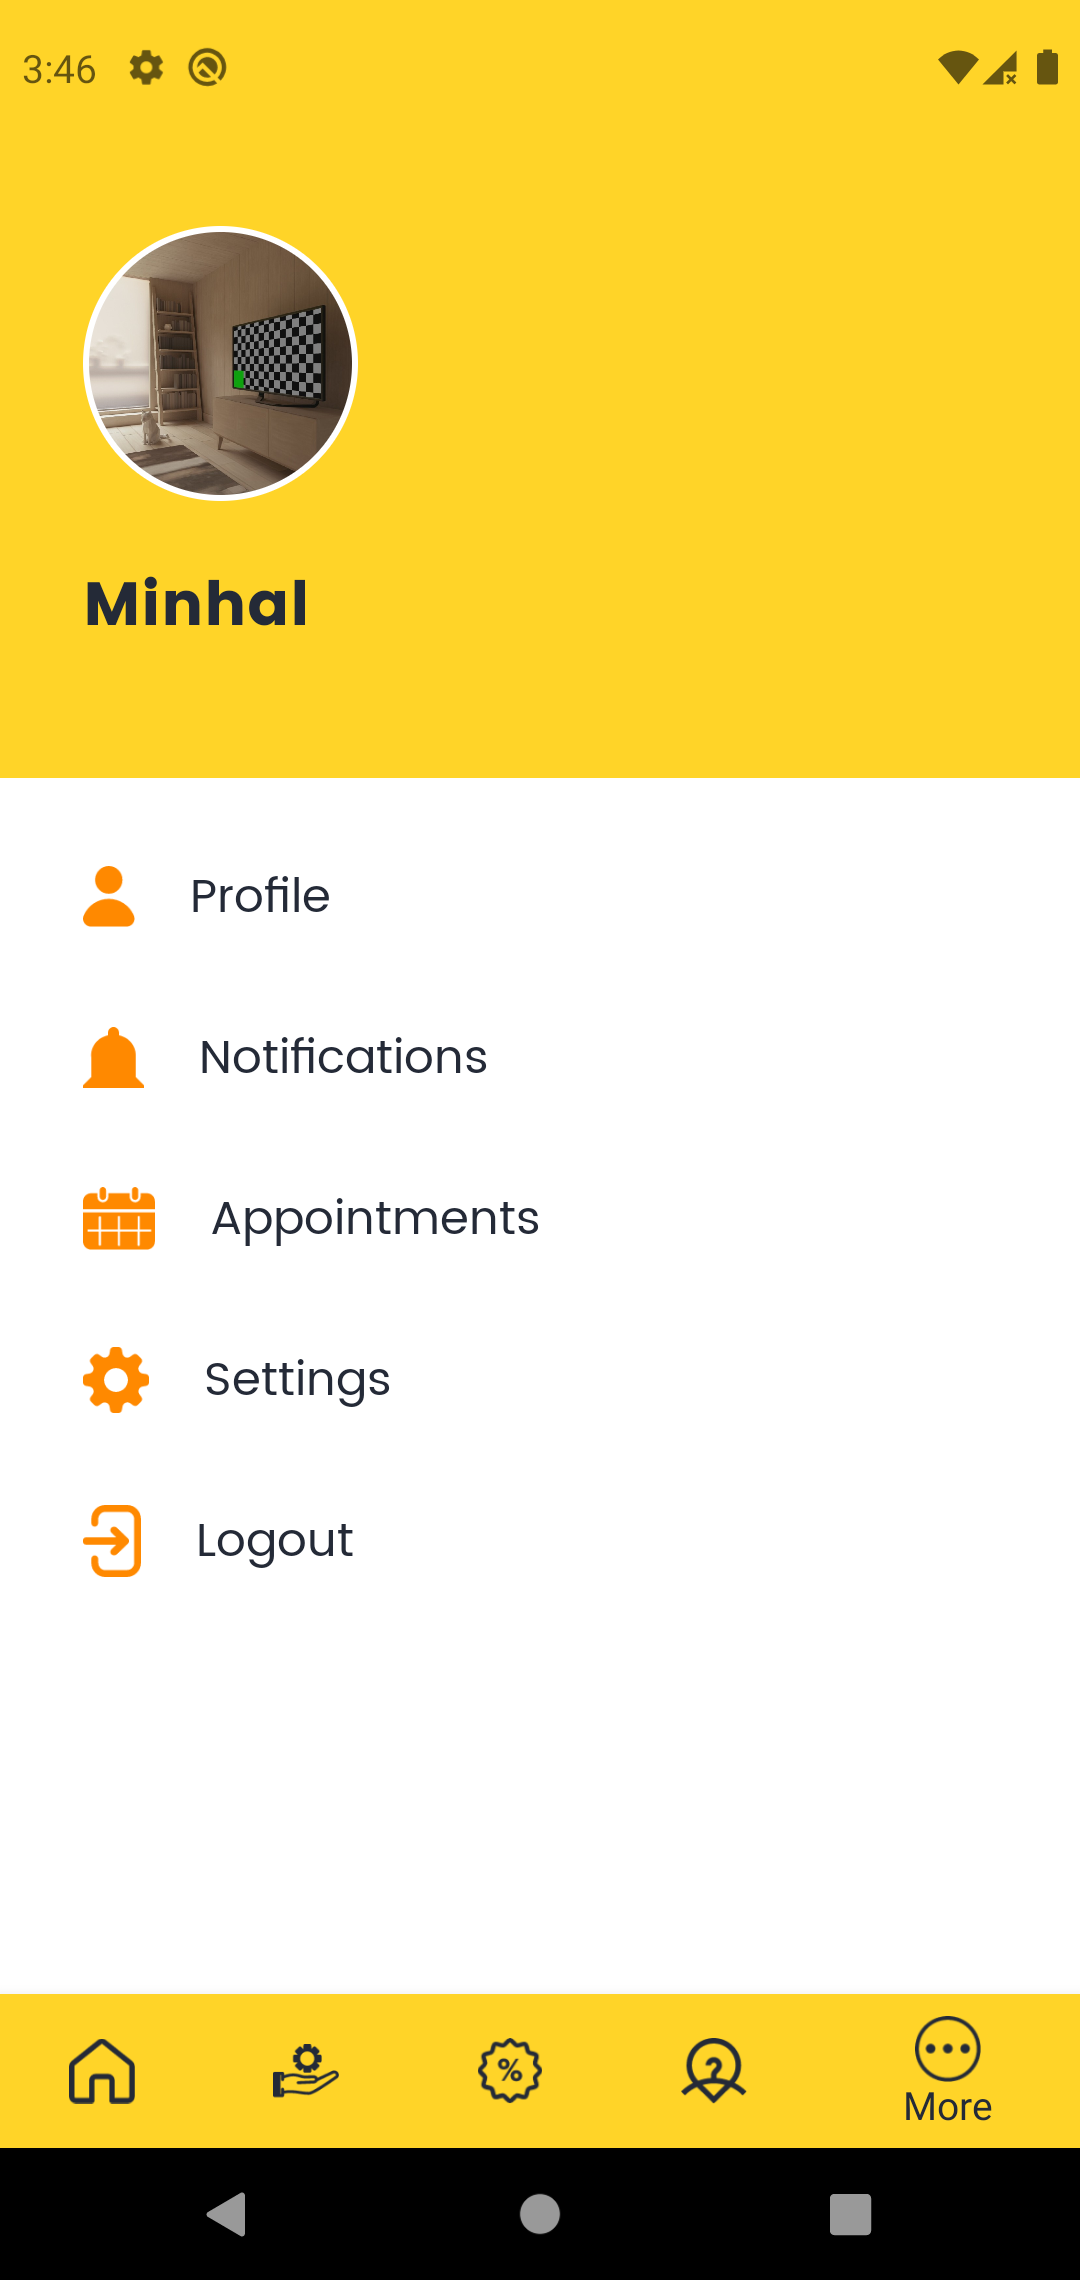 3:46
Minhal
Profile
Notifications
Appointments
Settings
Logout
%
?
More